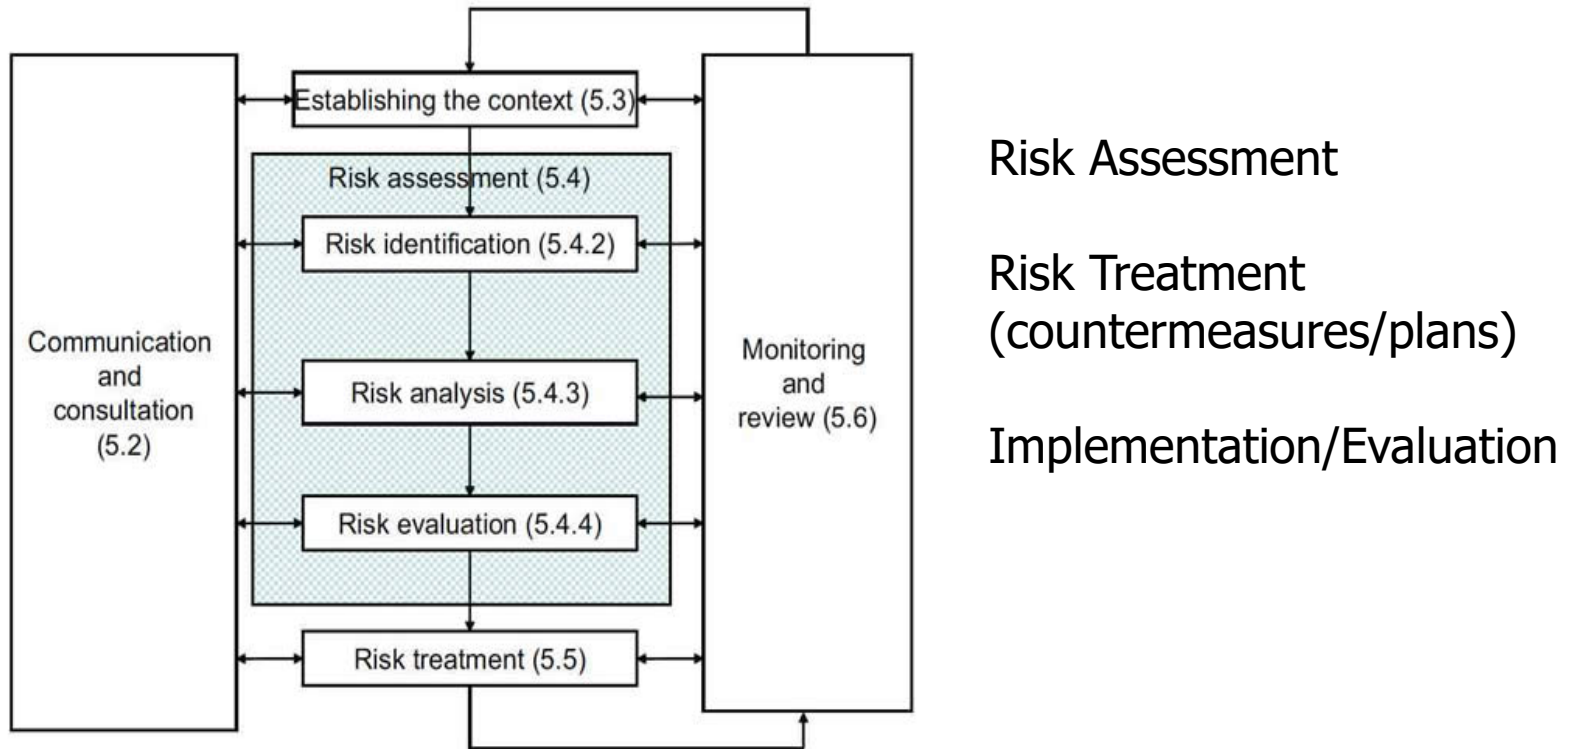 Establishing the context (5.3)
Risk assessment (5.4)
Risk identification (5.4.2)
Risk analysis (5.4.3)
Risk evaluation (5.4.4)
Risk treatment (5.5)
Communication
and
consultation
(5.2)
Monitoring
and
review (5.6)
Risk Assessment
Risk Treatment
(countermeasures/plans)
Implementation/Evaluation